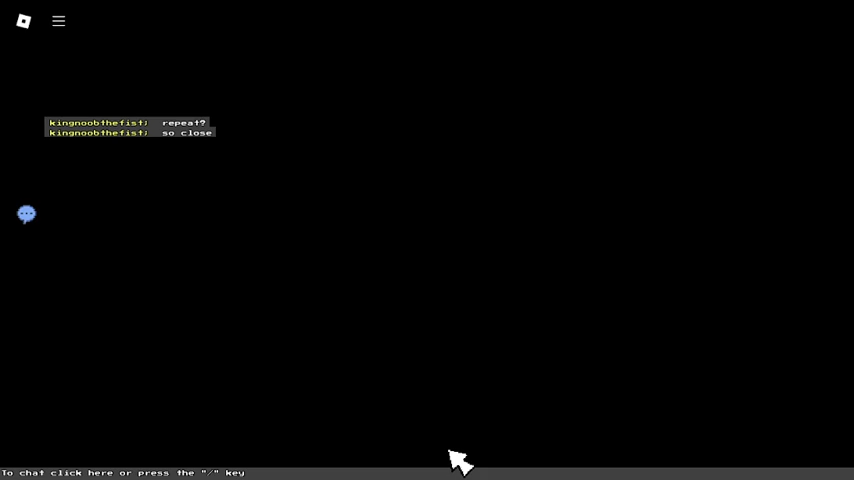 kingnoobthefist; repeat?
kingnoobthefist; so close
To chat click here or press the "/" key